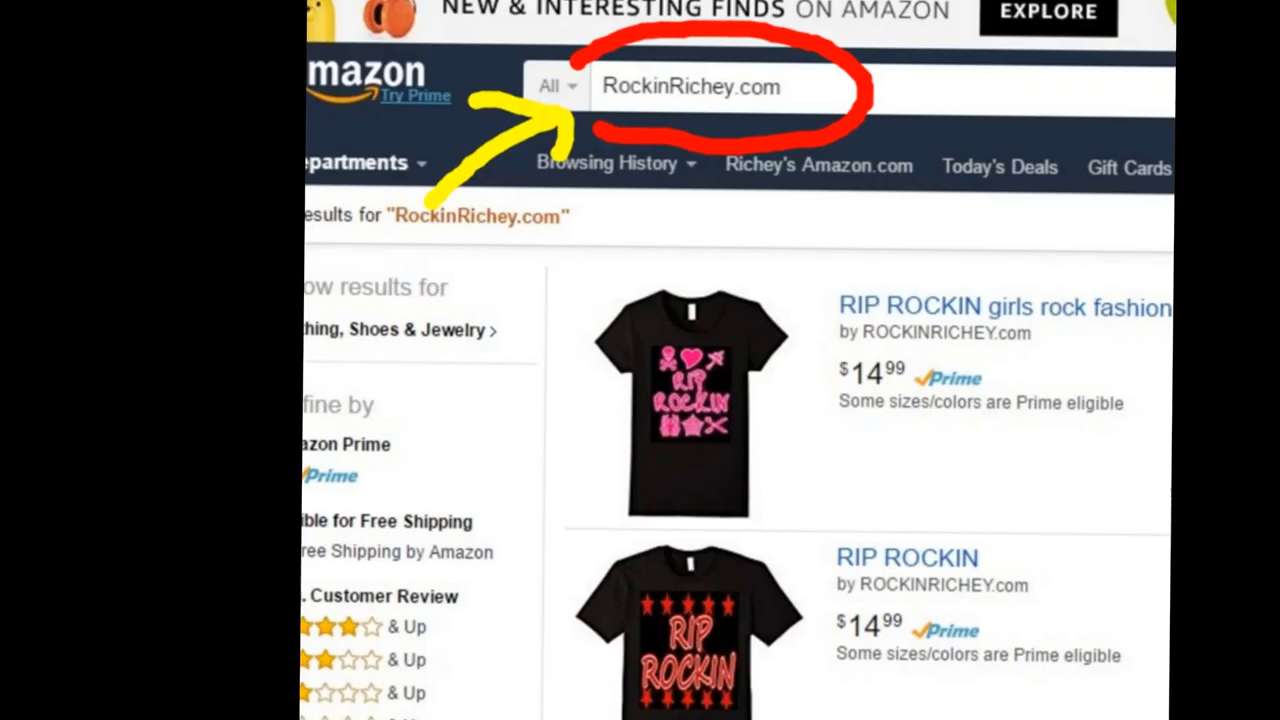 NEW & INTERESTING FINDS ON AMAZON
EXPLORE
mazon
Try Prime
All
RockinRichey.com
epartments
Browsing History
Richey's Amazon.com
Today's Deals
Gift Cards
esults for "RockinRichey.com"
ow results for
thing, Shoes & Jewelry >
fine by
azon Prime
Prime
ible for Free Shipping
ree Shipping by Amazon
. Customer Review
& Up
& Up
& Up
RIP
ROCKIN
RIP ROCKIN girls rock fashion
by ROCKINRICHEY.com
$14 99 Prime
Some sizes/colors are Prime eligible
RIP
ROCKIN
RIP ROCKIN
by ROCKINRICHEY.com
$14 99 Prime
Some sizes/colors are Prime eligible